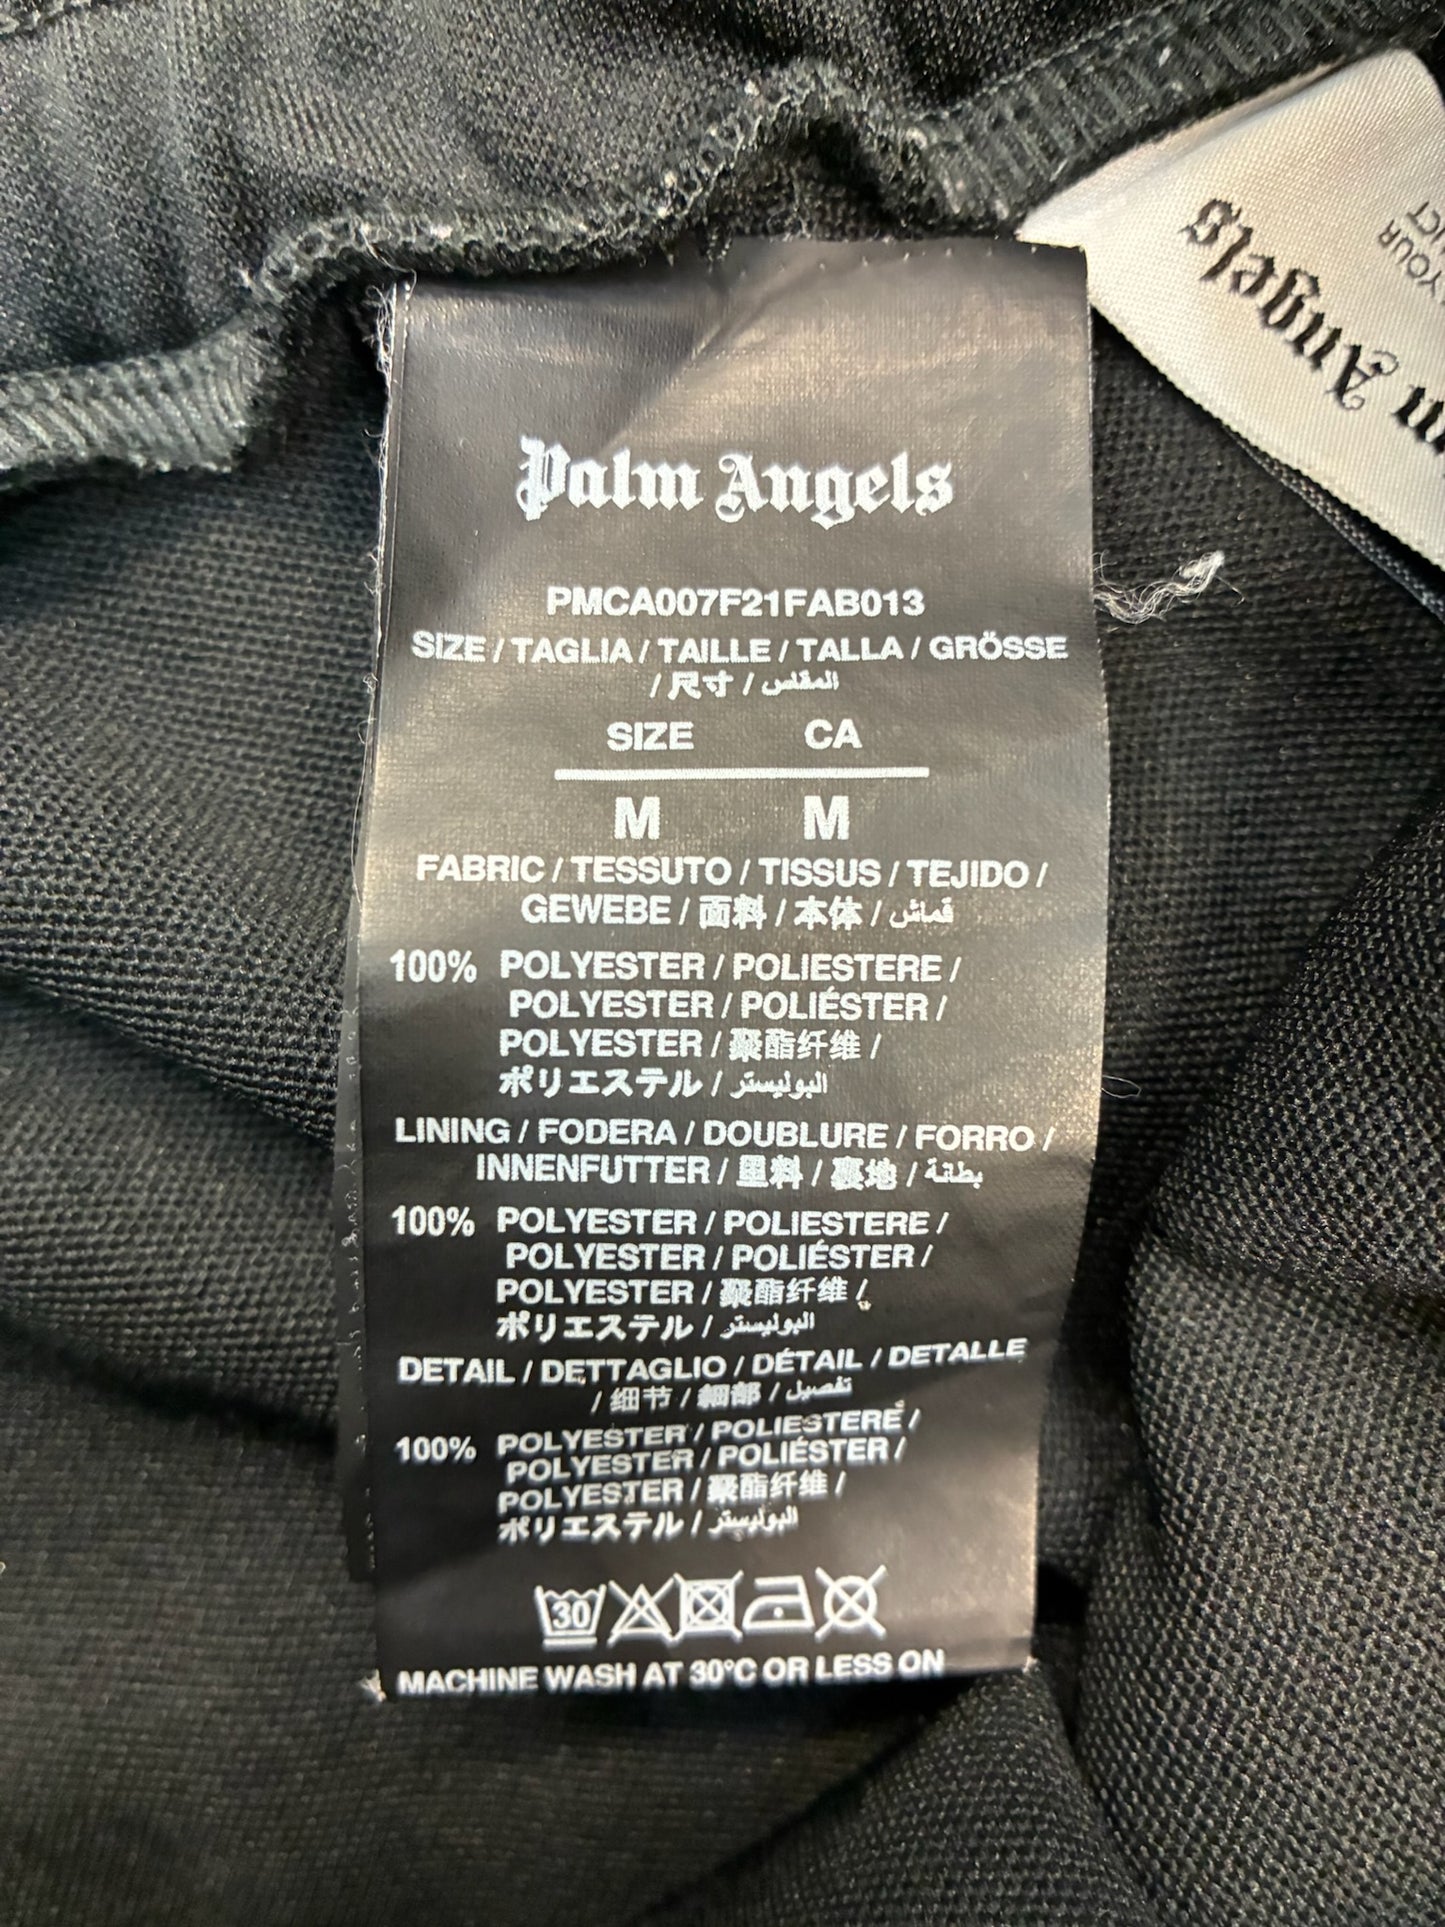 Palm Angels
PMCA007F21FAB013
SIZE / TAGLIA / TAILLE / TALLA / GRÖSSE
/ 尺寸 / المقلس
SIZE CA
M M
FABRIC / TESSUTO / TISSUS / TEJIDO /
GEWEBE / 面料 / 本体 / قماش
100% POLYESTER / POLIESTERE /
POLYESTER / POLIÉSTER /
POLYESTER / 聚酯纤维 /
ポリエステル / البوليستر
LINING / FODERA / DOUBLURE / FORRO /
INNENFUTTER / 里料 / 裏地 / بطانة
100% POLYESTER / POLIESTERE /
POLYESTER / POLIÉSTER /
POLYESTER / 聚酯纤维 /
ポリエステル / البوليستر
DETAIL / DETTAGLIO / DÉTAIL / DETALLE
/ 细节 / 細部 / تفصيل
100% POLYESTER / POLIESTERE /
POLYESTER / POLIÉSTER /
POLYESTER / 聚酯纤维 /
ポリエステル / البوليستر
30
MACHINE WASH AT 30°C OR LESS ON
Angels
YOUR